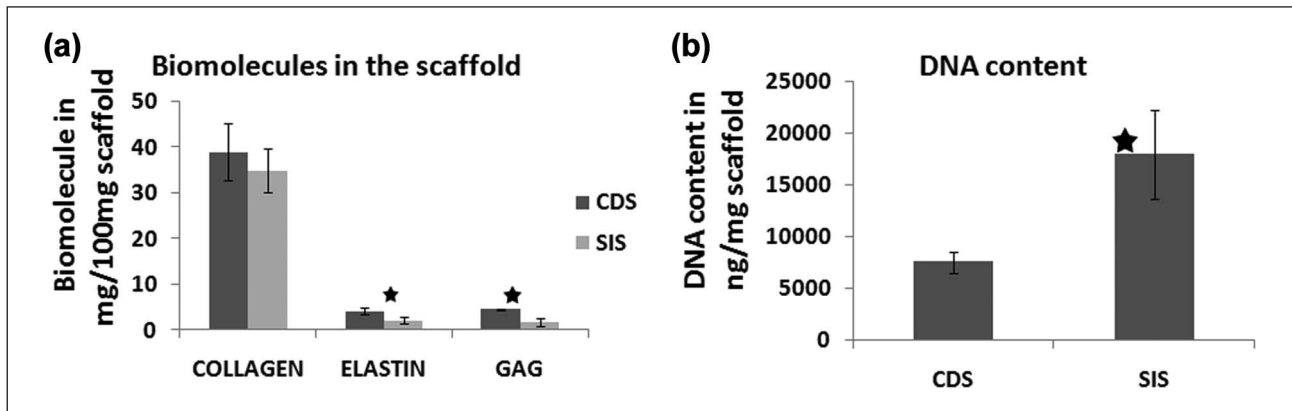 (a)
Biomolecules in the scaffold
Biomolecule in
mg/100mg scaffold
50
40
30
20
10
0
COLLAGEN
ELASTIN
GAG
CDS
SIS
(b)
DNA content
DNA content in
ng/mg scaffold
25000
20000
15000
10000
5000
0
CDS
SIS